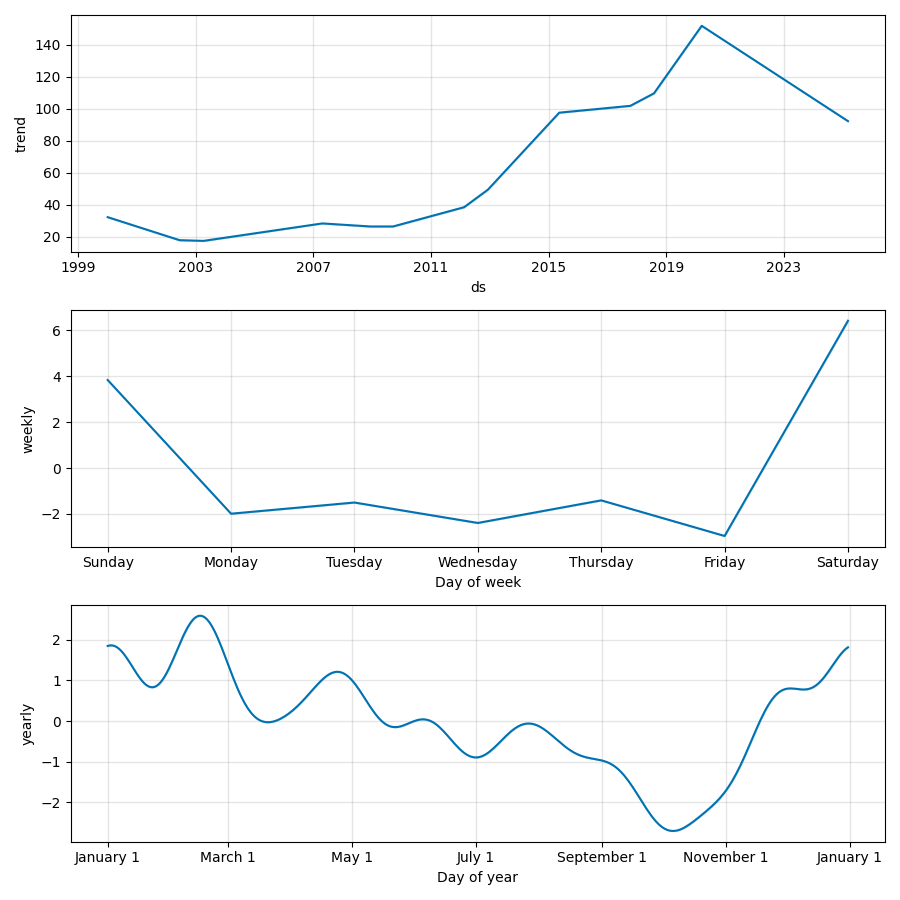 trend
140
120
100
80
60
40
20
1999 2003 2007 2011 2015 2019 2023
ds
weekly
6
4
2
0
−2
Sunday Monday Tuesday Wednesday Thursday Friday Saturday
Day of week
yearly
2
1
0
−1
−2
January 1 March 1 May 1 July 1 September 1 November 1 January 1
Day of year